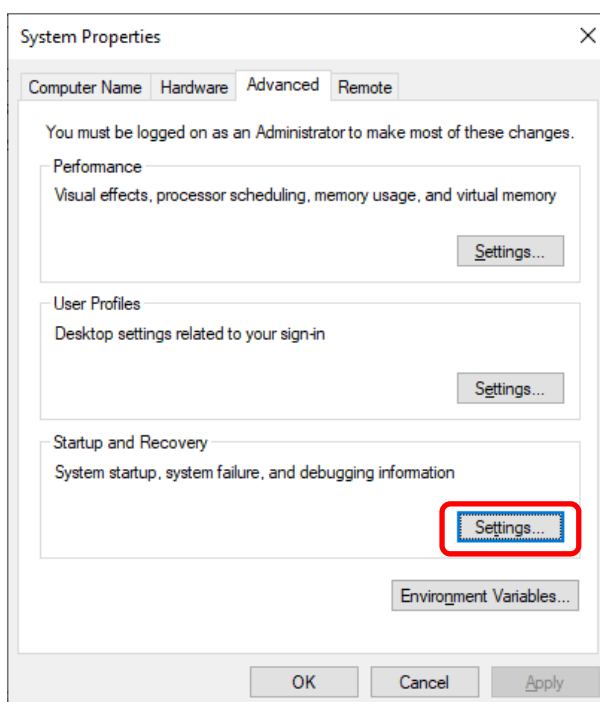 System Properties
Computer Name Hardware Advanced Remote
You must be logged on as an Administrator to make most of these changes.
Performance
Visual effects, processor scheduling, memory usage, and virtual memory
Settings...
User Profiles
Desktop settings related to your sign-in
Settings...
Startup and Recovery
System startup, system failure, and debugging information
Settings...
Environment Variables...
OK Cancel Apply